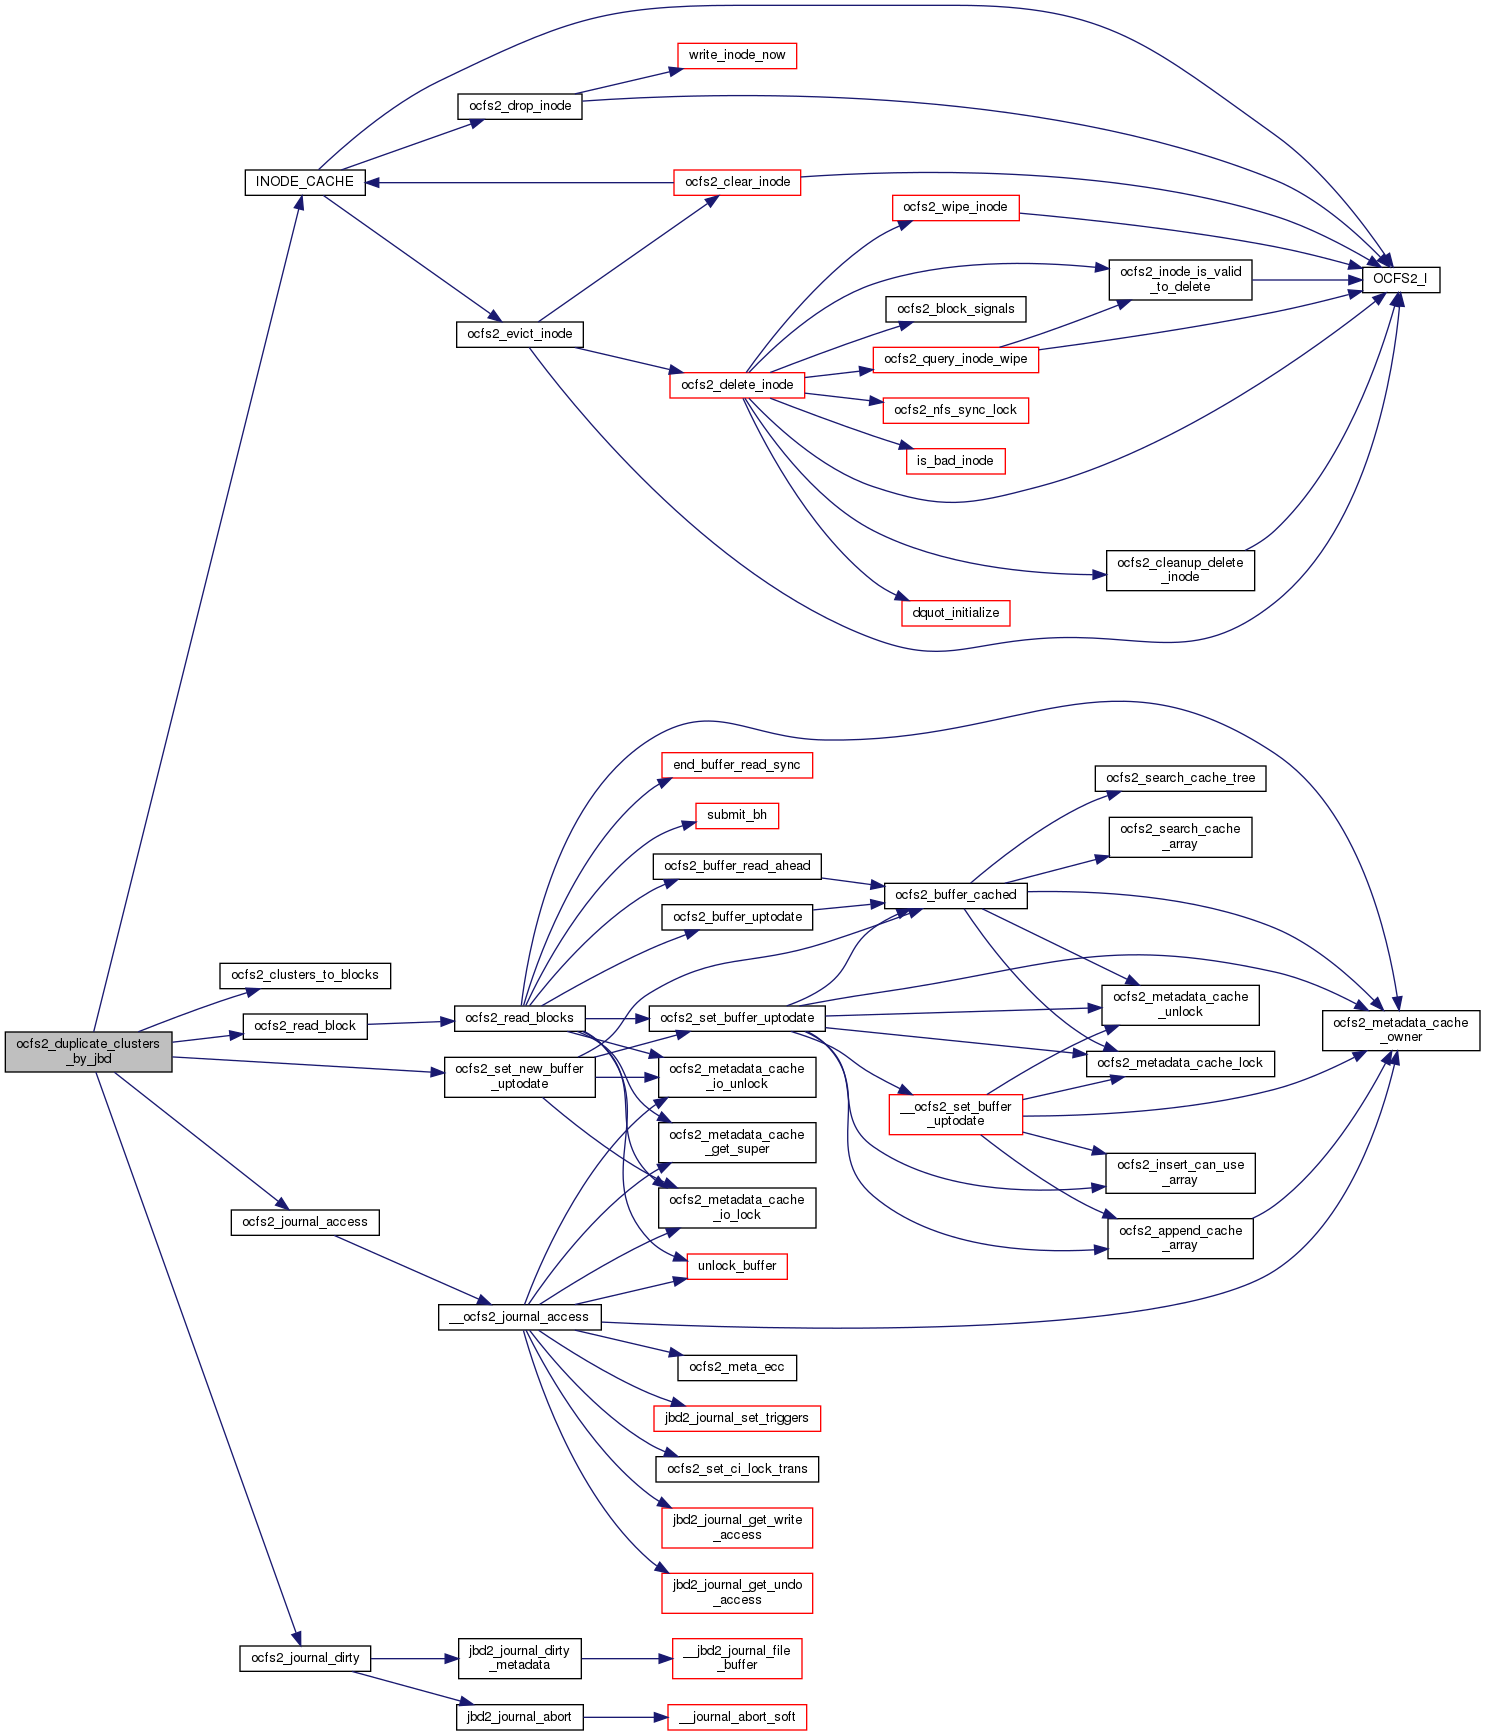 write_inode_now
ocfs2_drop_inode
INODE_CACHE
ocfs2_clear_inode
ocfs2_wipe_inode
ocfs2_inode_is_valid
_to_delete
OCFS2_I
ocfs2_block_signals
ocfs2_evict_inode
ocfs2_query_inode_wipe
ocfs2_delete_inode
ocfs2_nfs_sync_lock
is_bad_inode
ocfs2_cleanup_delete
_inode
dquot_initialize
end_buffer_read_sync
ocfs2_search_cache_tree
submit_bh
ocfs2_search_cache
_array
ocfs2_buffer_read_ahead
ocfs2_buffer_cached
ocfs2_buffer_uptodate
ocfs2_clusters_to_blocks
ocfs2_metadata_cache
_unlock
ocfs2_read_block
ocfs2_read_blocks
ocfs2_set_buffer_uptodate
ocfs2_metadata_cache
_owner
ocfs2_duplicate_clusters
_by_jbd
ocfs2_metadata_cache_lock
ocfs2_set_new_buffer
_uptodate
ocfs2_metadata_cache
_io_unlock
__ocfs2_set_buffer
_uptodate
ocfs2_metadata_cache
_get_super
ocfs2_insert_can_use
_array
ocfs2_metadata_cache
_io_lock
ocfs2_journal_access
ocfs2_append_cache
_array
unlock_buffer
__ocfs2_journal_access
ocfs2_meta_ecc
jbd2_journal_set_triggers
ocfs2_set_ci_lock_trans
jbd2_journal_get_write
_access
jbd2_journal_get_undo
_access
ocfs2_journal_dirty
jbd2_journal_dirty
_metadata
__jbd2_journal_file
_buffer
jbd2_journal_abort
__journal_abort_soft